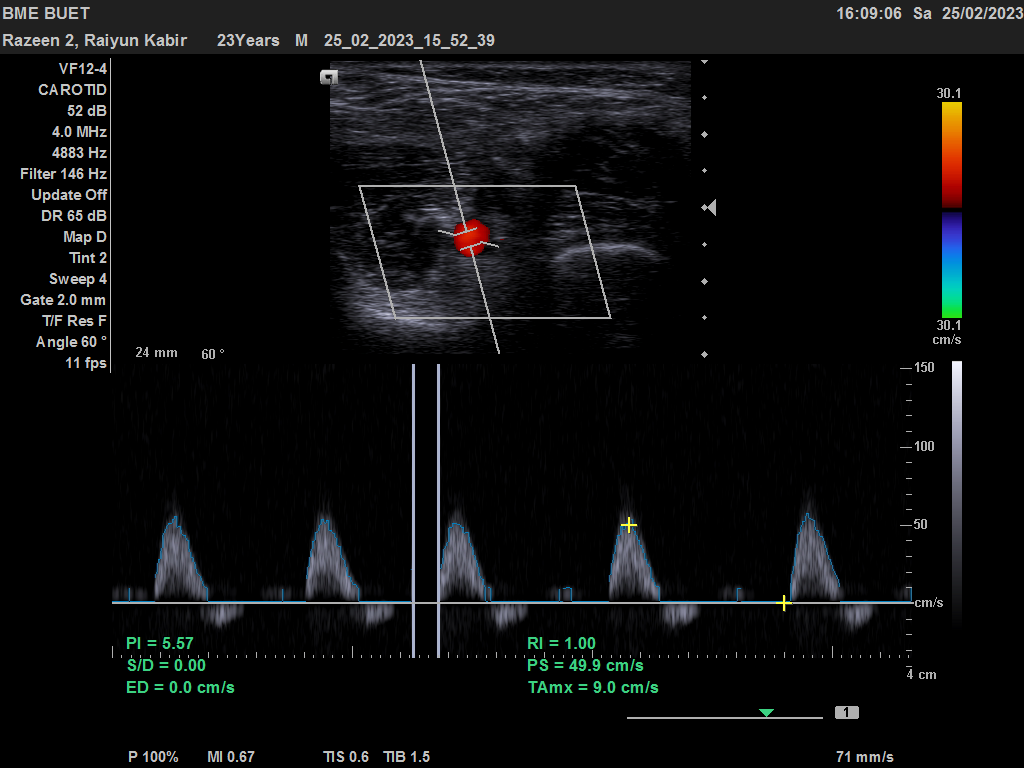 BME BUET 16:09:06 Sa 25/02/2023
Razeen 2, Raiyun Kabir 23Years M 25_02_2023_15_52_39
VF12-4
CAROTID
52 dB
4.0 MHz
4883 Hz
Filter 146 Hz
Update Off
DR 65 dB
Map D
Tint 2
Sweep 4
Gate 2.0 mm
T/F Res F
Angle 60 °
11 fps
24 mm 60 °
30.1
30.1
cm/s
150
100
50
cm/s
PI = 5.57 RI = 1.00
S/D = 0.00 PS = 49.9 cm/s
ED = 0.0 cm/s TAmx = 9.0 cm/s
4 cm
1
P 100% MI 0.67 TIS 0.6 TIB 1.5 71 mm/s